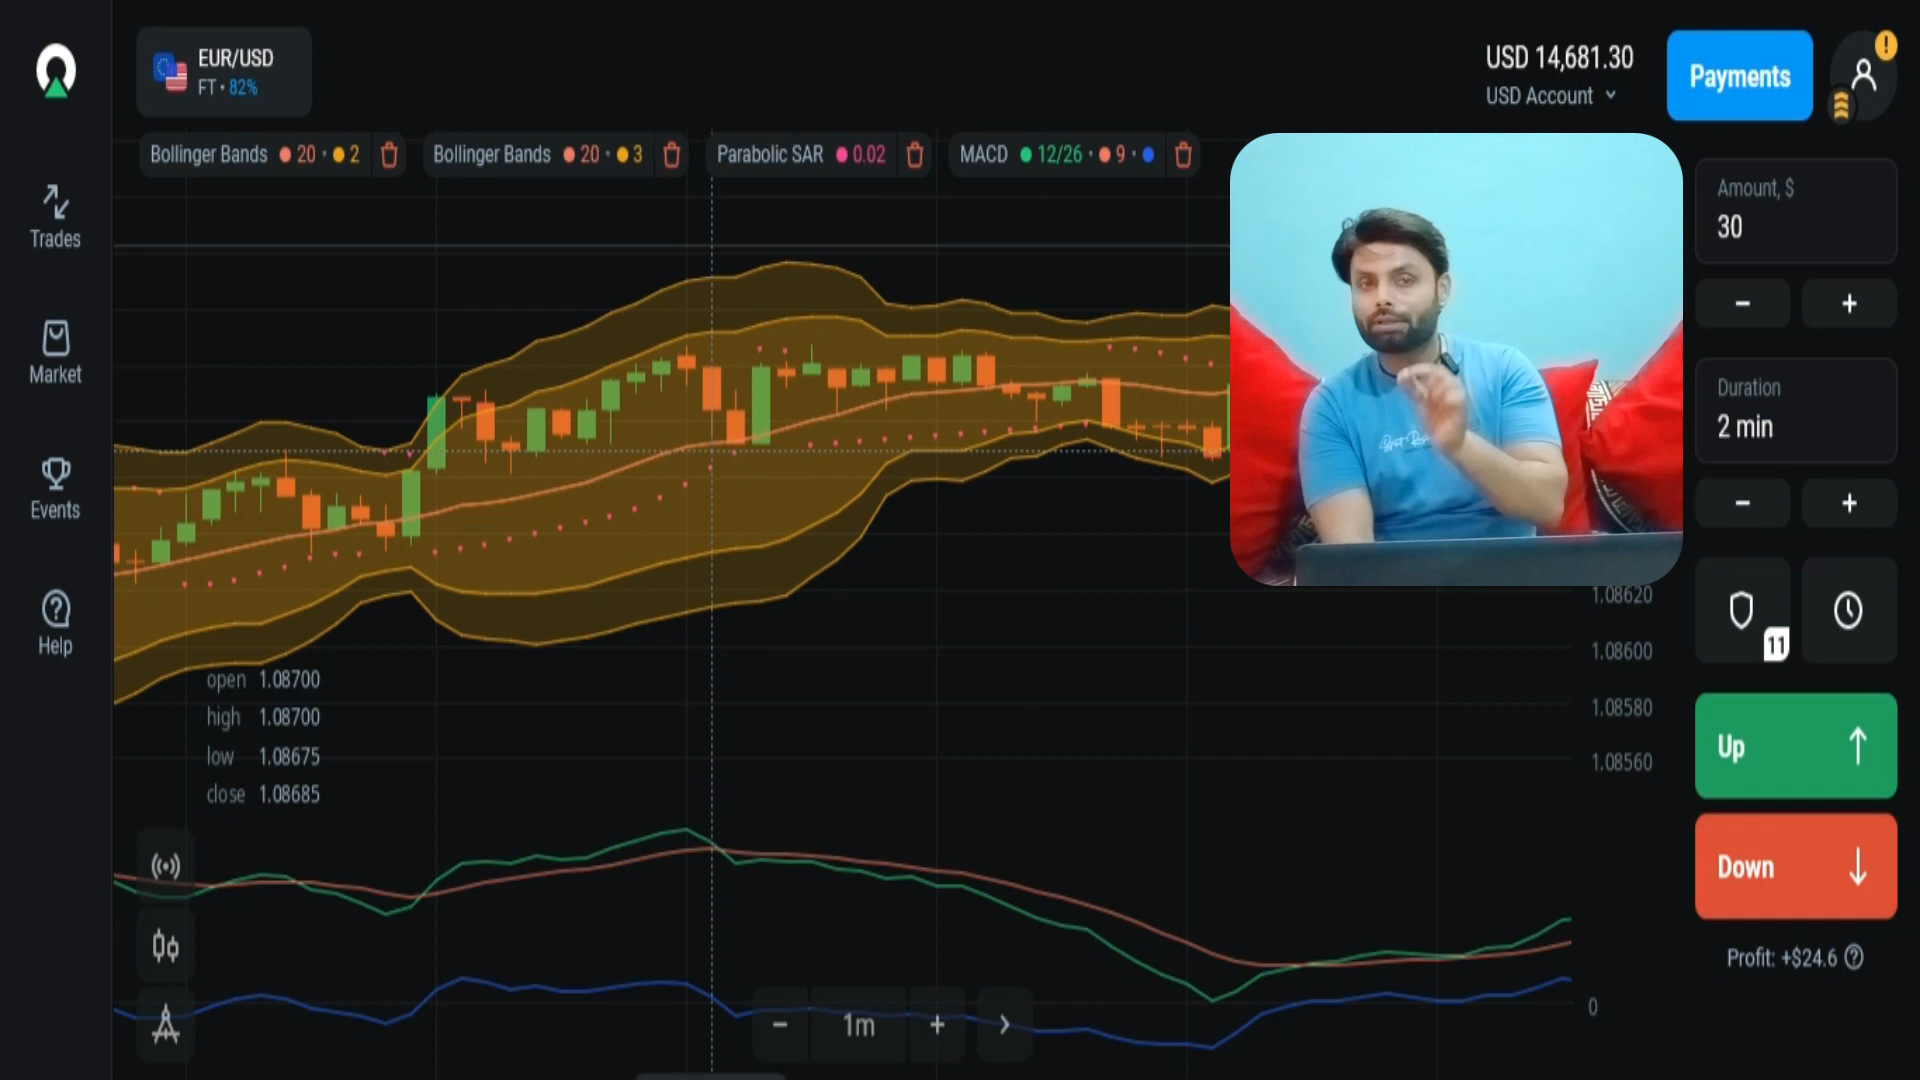 EUR/USD
FT • 82%
USD 14,681.30
USD Account
Payments
!
Bollinger Bands 20 • 2
Bollinger Bands 20 • 3
Parabolic SAR 0.02
MACD 12/26 • 9 •
Trades
Market
Events
Help
Amount, $
30
− +
Duration
2 min
− +
11
Up
Down
Profit: +$24.6 ?
1.08620
1.08600
1.08580
1.08560
0
open 1.08700
high 1.08700
low 1.08675
close 1.08685
− 1m +